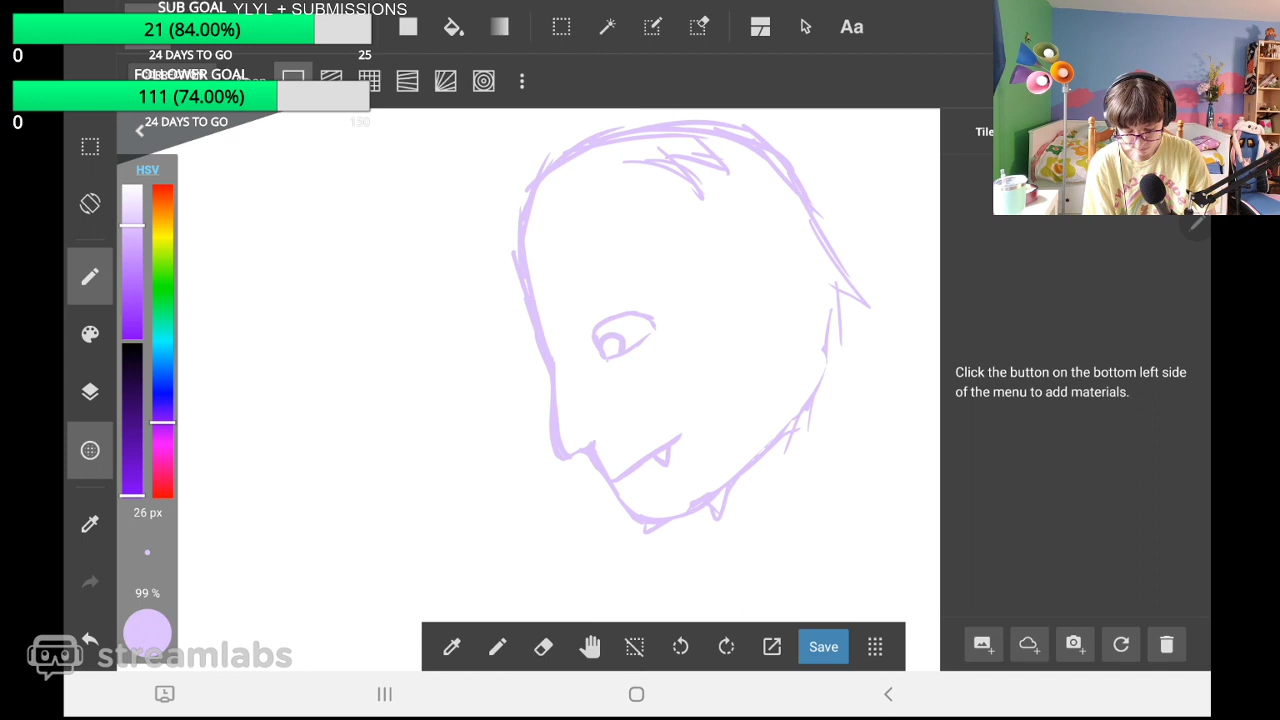 SUB GOAL YLYL + SUBMISSIONS
21 (84.00%)
0 24 DAYS TO GO 25
FOLLOWER GOAL
111 (74.00%)
0 24 DAYS TO GO 150
Aa
HSV
26 px
99 %
Tile
Click the button on the bottom left side
of the menu to add materials.
Save
streamlabs